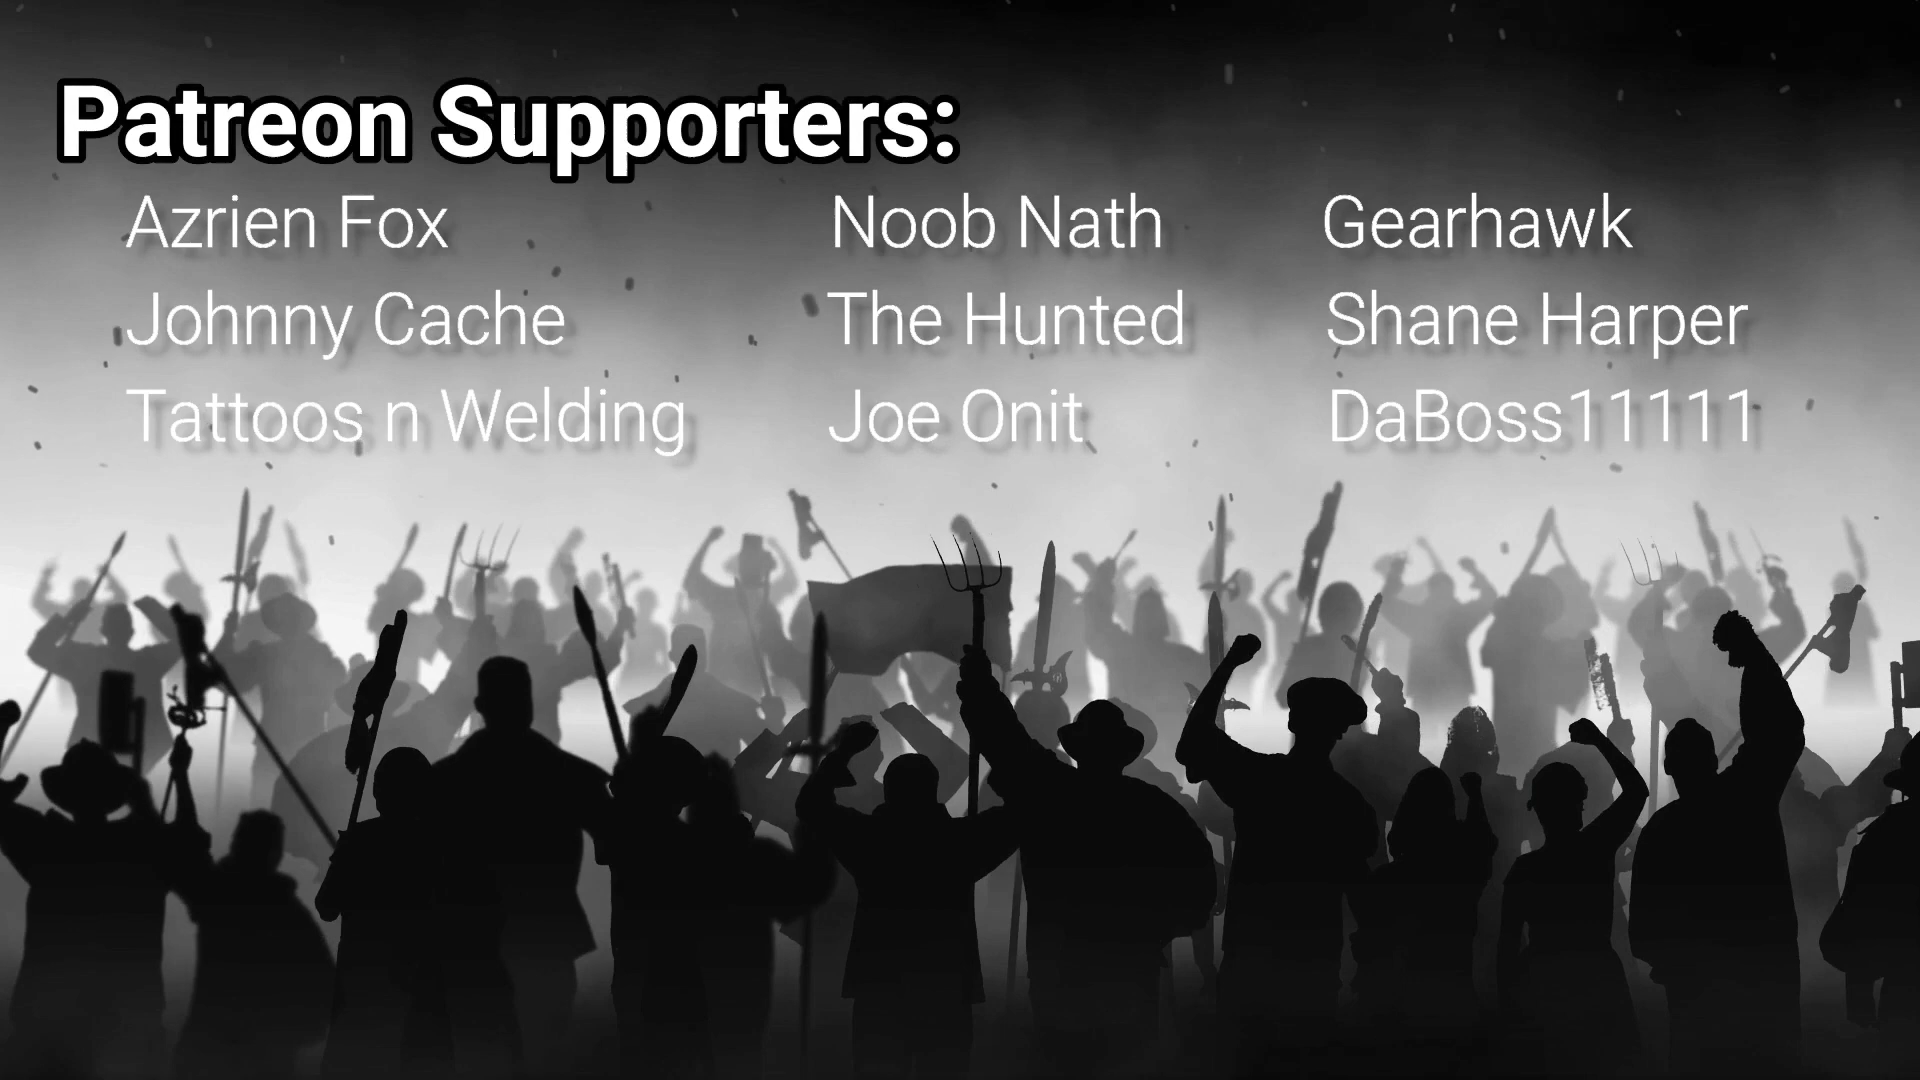 Patreon Supporters:
Azrien Fox
Noob Nath
Gearhawk
Johnny Cache
The Hunted
Shane Harper
Tattoos n Welding
Joe Onit
DaBoss11111